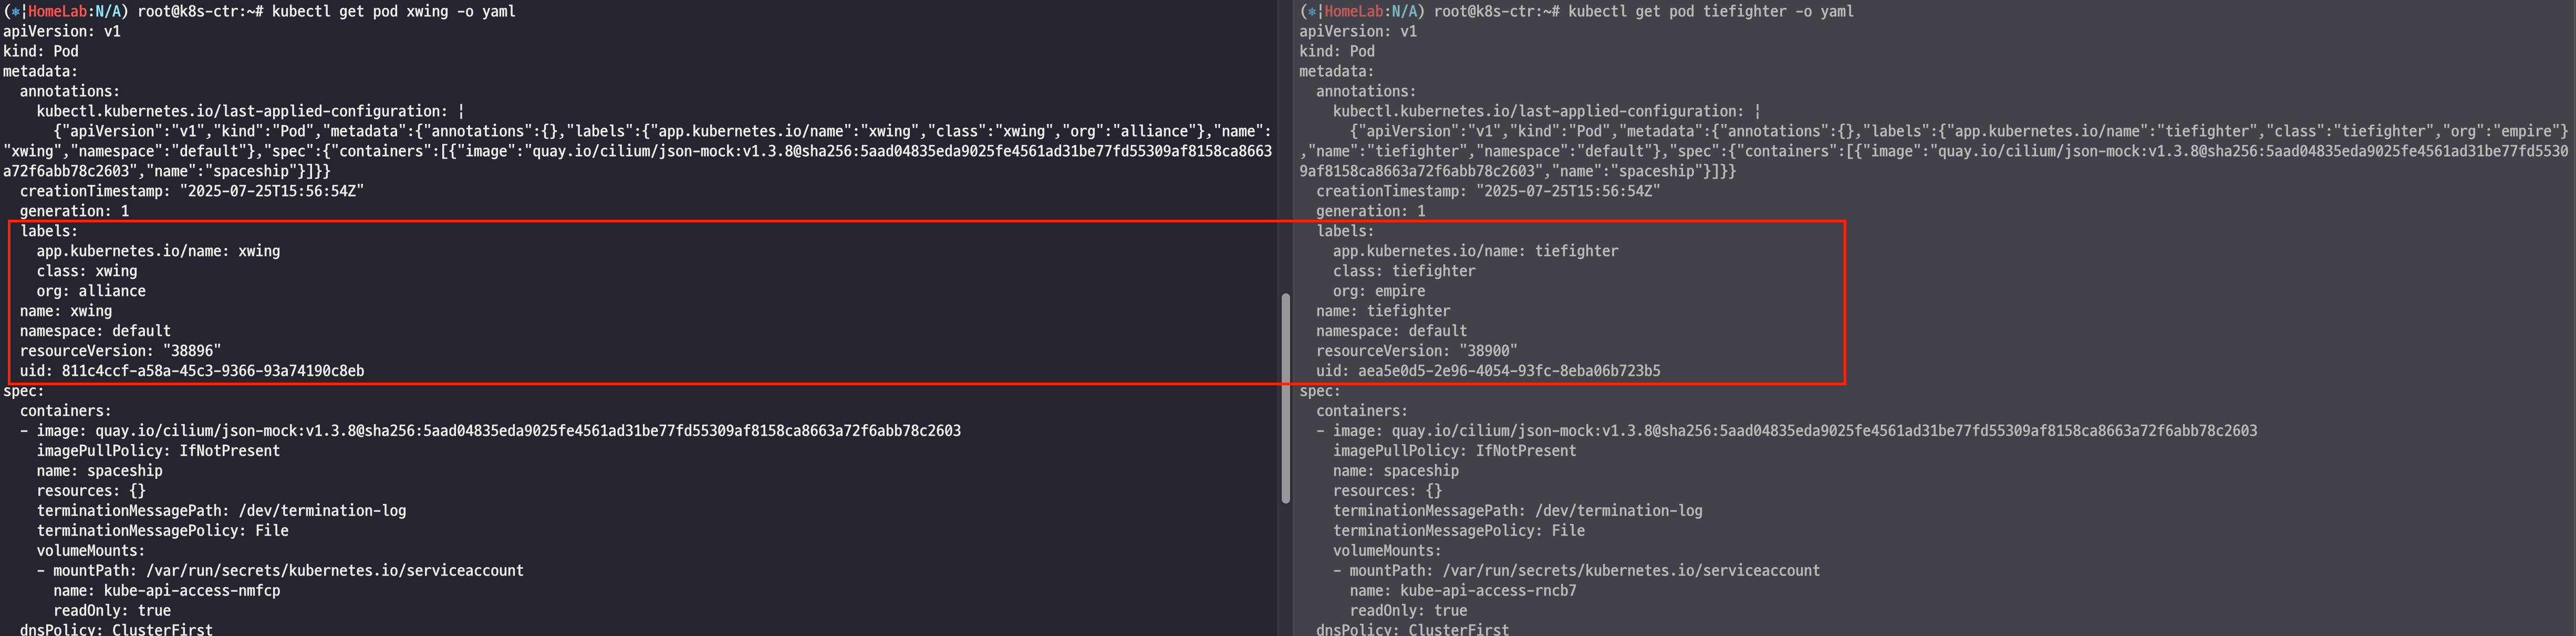 (⎈|HomeLab:N/A) root@k8s-ctr:~# kubectl get pod xwing -o yaml
apiVersion: v1
kind: Pod
metadata:
  annotations:
    kubectl.kubernetes.io/last-applied-configuration: |
      {"apiVersion":"v1","kind":"Pod","metadata":{"annotations":{},"labels":{"app.kubernetes.io/name":"xwing","class":"xwing","org":"alliance"},"name":
"xwing","namespace":"default"},"spec":{"containers":[{"image":"quay.io/cilium/json-mock:v1.3.8@sha256:5aad04835eda9025fe4561ad31be77fd55309af8158ca8663
a72f6abb78c2603","name":"spaceship"}]}}
  creationTimestamp: "2025-07-25T15:56:54Z"
  generation: 1
  labels:
    app.kubernetes.io/name: xwing
    class: xwing
    org: alliance
  name: xwing
  namespace: default
  resourceVersion: "38896"
  uid: 811c4ccf-a58a-45c3-9366-93a74190c8eb
spec:
  containers:
  - image: quay.io/cilium/json-mock:v1.3.8@sha256:5aad04835eda9025fe4561ad31be77fd55309af8158ca8663a72f6abb78c2603
    imagePullPolicy: IfNotPresent
    name: spaceship
    resources: {}
    terminationMessagePath: /dev/termination-log
    terminationMessagePolicy: File
    volumeMounts:
    - mountPath: /var/run/secrets/kubernetes.io/serviceaccount
      name: kube-api-access-nmfcp
      readOnly: true
  dnsPolicy: ClusterFirst
(⎈|HomeLab:N/A) root@k8s-ctr:~# kubectl get pod tiefighter -o yaml
apiVersion: v1
kind: Pod
metadata:
  annotations:
    kubectl.kubernetes.io/last-applied-configuration: |
      {"apiVersion":"v1","kind":"Pod","metadata":{"annotations":{},"labels":{"app.kubernetes.io/name":"tiefighter","class":"tiefighter","org":"empire"}
,"name":"tiefighter","namespace":"default"},"spec":{"containers":[{"image":"quay.io/cilium/json-mock:v1.3.8@sha256:5aad04835eda9025fe4561ad31be77fd5530
9af8158ca8663a72f6abb78c2603","name":"spaceship"}]}}
  creationTimestamp: "2025-07-25T15:56:54Z"
  generation: 1
  labels:
    app.kubernetes.io/name: tiefighter
    class: tiefighter
    org: empire
  name: tiefighter
  namespace: default
  resourceVersion: "38900"
  uid: aea5e0d5-2e96-4054-93fc-8eba06b723b5
spec:
  containers:
  - image: quay.io/cilium/json-mock:v1.3.8@sha256:5aad04835eda9025fe4561ad31be77fd55309af8158ca8663a72f6abb78c2603
    imagePullPolicy: IfNotPresent
    name: spaceship
    resources: {}
    terminationMessagePath: /dev/termination-log
    terminationMessagePolicy: File
    volumeMounts:
    - mountPath: /var/run/secrets/kubernetes.io/serviceaccount
      name: kube-api-access-rncb7
      readOnly: true
  dnsPolicy: ClusterFirst